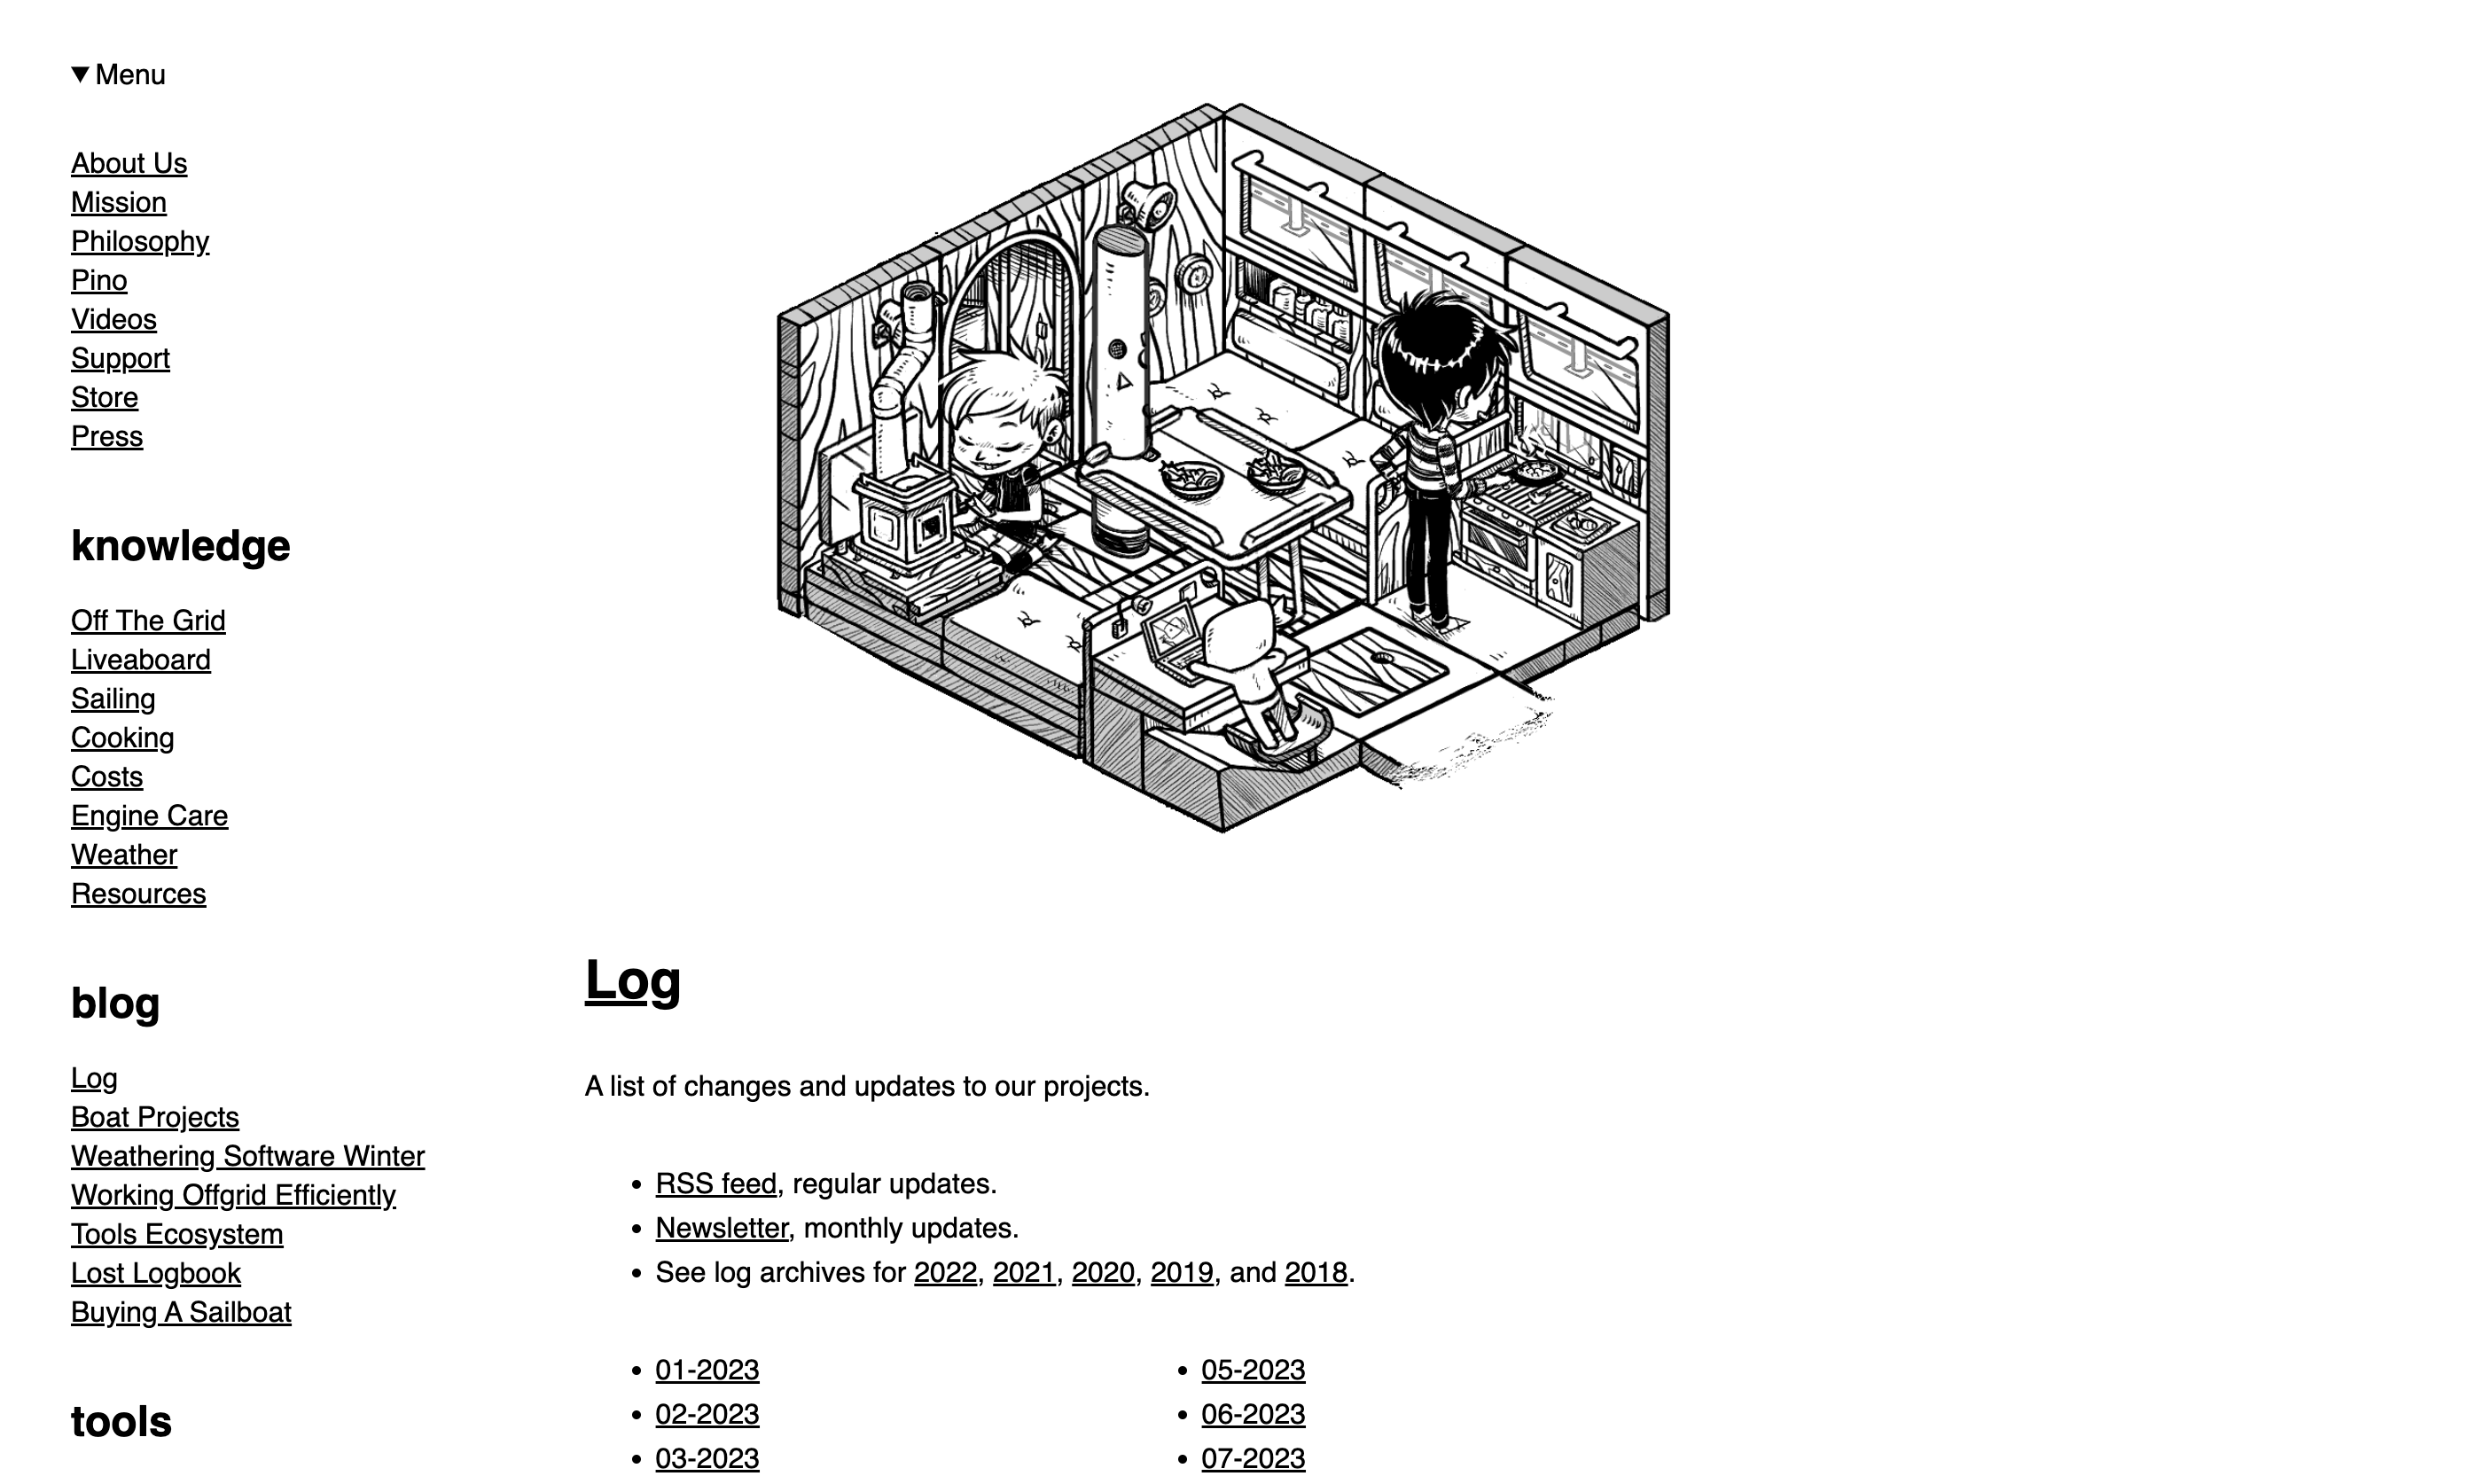 Menu
About Us
Mission
Philosophy
Pino
Videos
Support
Store
Press
knowledge
Off The Grid
Liveaboard
Sailing
Cooking
Costs
Engine Care
Weather
Resources
blog
Log
Boat Projects
Weathering Software Winter
Working Offgrid Efficiently
Tools Ecosystem
Lost Logbook
Buying A Sailboat
tools
Log
A list of changes and updates to our projects.
RSS feed, regular updates.
Newsletter, monthly updates.
See log archives for 2022, 2021, 2020, 2019, and 2018.
01-2023
02-2023
03-2023
05-2023
06-2023
07-2023